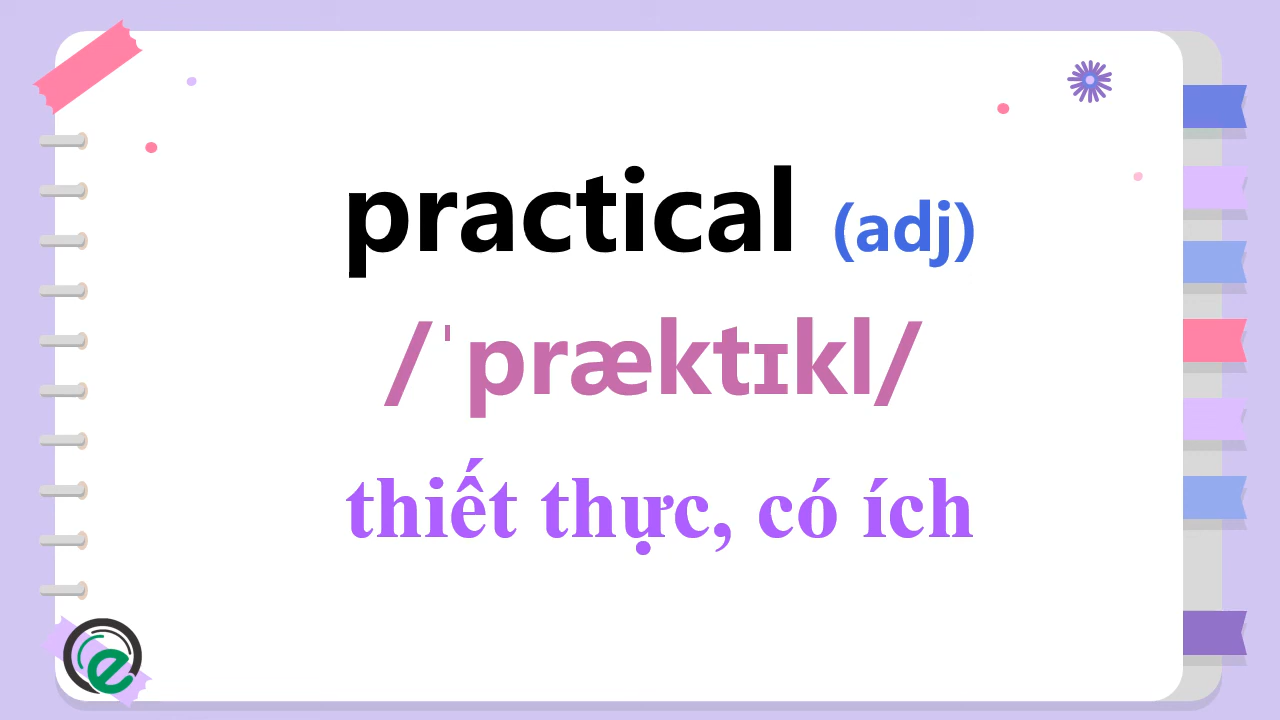 practical (adj)
/ˈpræktɪkl/
thiết thực, có ích
e